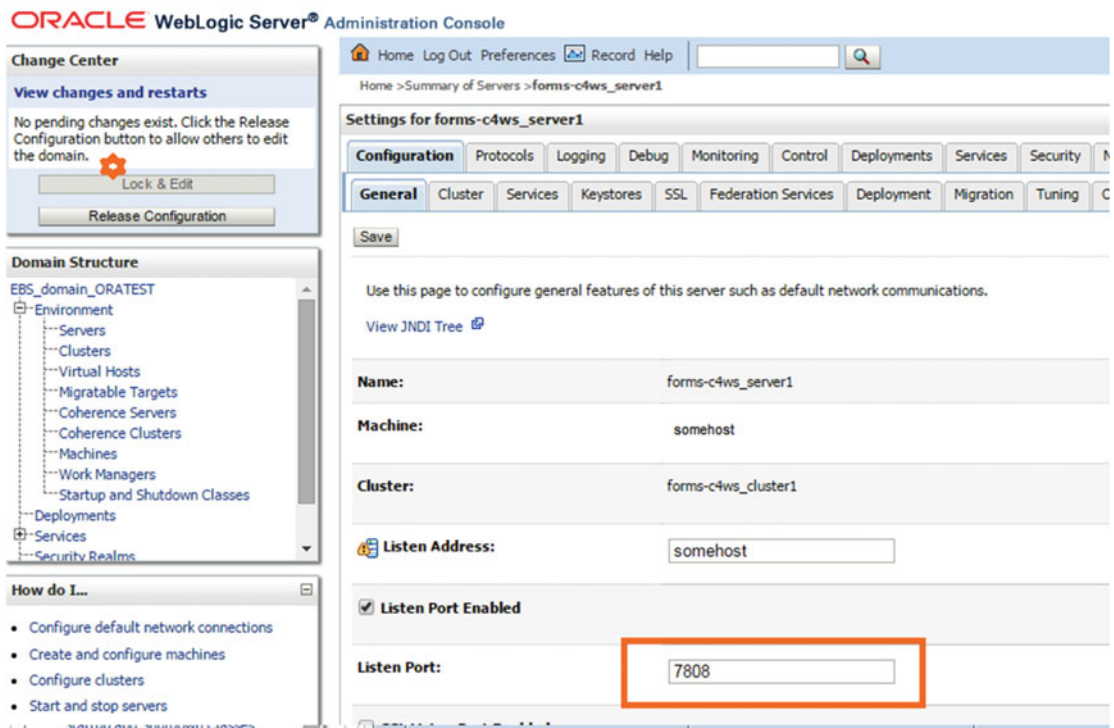 ORACLE WebLogic Server® Administration Console
Change Center
View changes and restarts
No pending changes exist. Click the Release
Configuration button to allow others to edit
the domain.
Lock & Edit
Release Configuration
Domain Structure
EBS_domain_ORATEST
Environment
Servers
Clusters
Virtual Hosts
Migratable Targets
Coherence Servers
Coherence Clusters
Machines
Work Managers
Startup and Shutdown Classes
Deployments
Services
Security Realms
How do I...
Configure default network connections
Create and configure machines
Configure clusters
Start and stop servers
Home Log Out Preferences Record Help
Home >Summary of Servers >forms-c4ws_server1
Settings for forms-c4ws_server1
Configuration Protocols Logging Debug Monitoring Control Deployments Services Security
General Cluster Services Keystores SSL Federation Services Deployment Migration Tuning
Save
Use this page to configure general features of this server such as default network communications.
View JNDI Tree
Name: forms-c4ws_server1
Machine: somehost
Cluster: forms-c4ws_cluster1
Listen Address: somehost
Listen Port Enabled
Listen Port: 7808